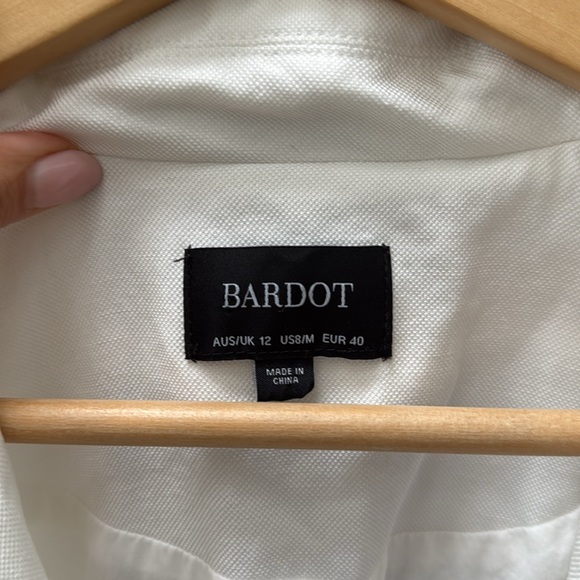 BARDOT
AUS/UK 12 US8/M EUR 40
MADE IN
CHINA